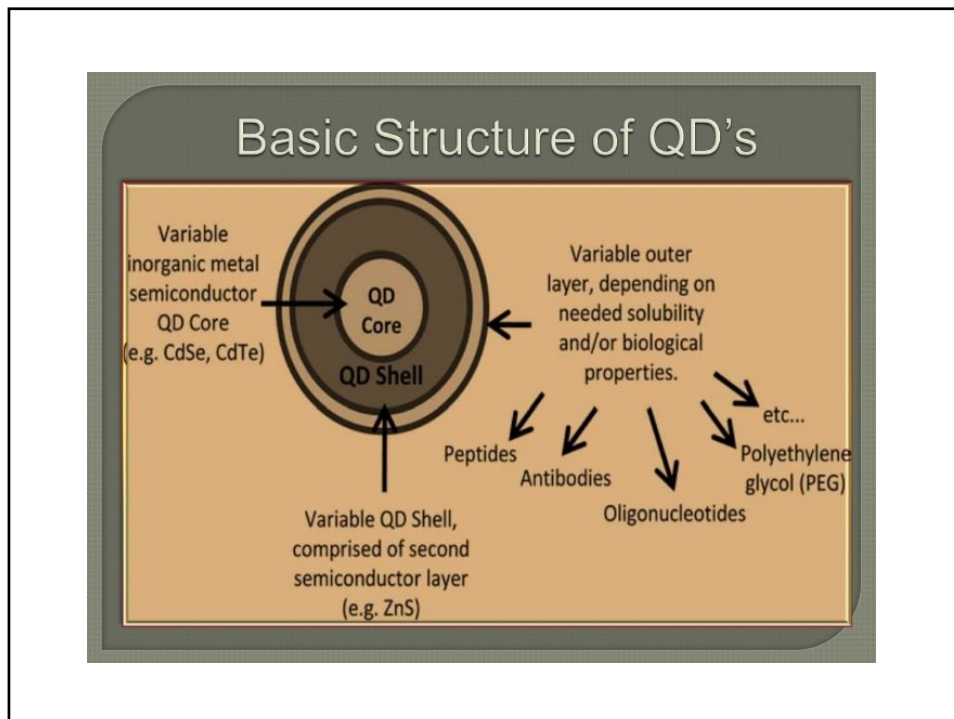 Basic Structure of QD's
Variable
inorganic metal
semiconductor
QD Core
(e.g. CdSe, CdTe)
QD
Core
QD Shell
Variable QD Shell,
comprised of second
semiconductor layer
(e.g. ZnS)
Variable outer
layer, depending on
needed solubility
and/or biological
properties.
Peptides
Antibodies
Oligonucleotides
Polyethylene
glycol (PEG)
etc...